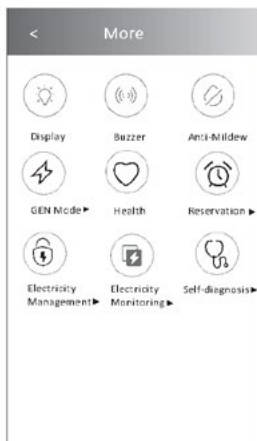 < More
Display Buzzer Anti-Mildew
GEN Mode▶ Health Reservation ▶
Electricity Electricity Self-diagnosis▶
Management▶ Monitoring▶